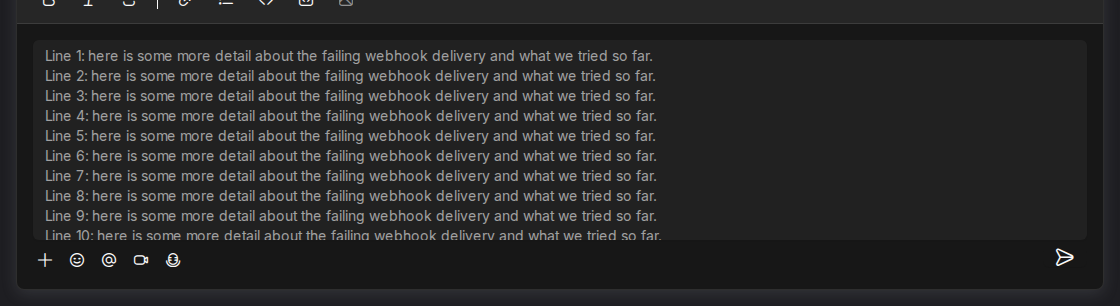 Line 1: here is some more detail about the failing webhook delivery and what we tried so far.
Line 2: here is some more detail about the failing webhook delivery and what we tried so far.
Line 3: here is some more detail about the failing webhook delivery and what we tried so far.
Line 4: here is some more detail about the failing webhook delivery and what we tried so far.
Line 5: here is some more detail about the failing webhook delivery and what we tried so far.
Line 6: here is some more detail about the failing webhook delivery and what we tried so far.
Line 7: here is some more detail about the failing webhook delivery and what we tried so far.
Line 8: here is some more detail about the failing webhook delivery and what we tried so far.
Line 9: here is some more detail about the failing webhook delivery and what we tried so far.
Line 10: here is some more detail about the failing webhook delivery and what we tried so far.